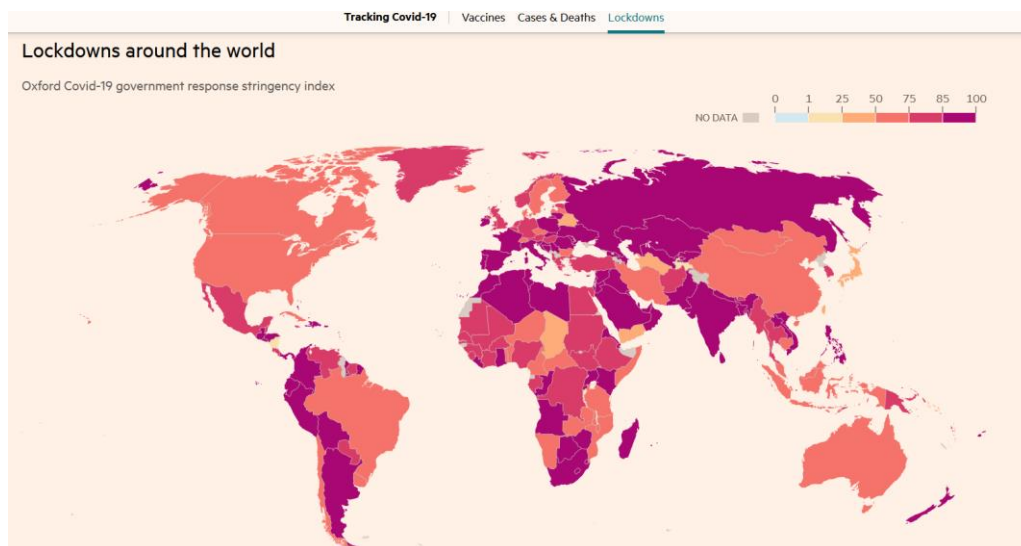 Tracking Covid-19 Vaccines Cases & Deaths Lockdowns
Lockdowns around the world
Oxford Covid-19 government response stringency index
0 1 25 50 75 85 100
NO DATA